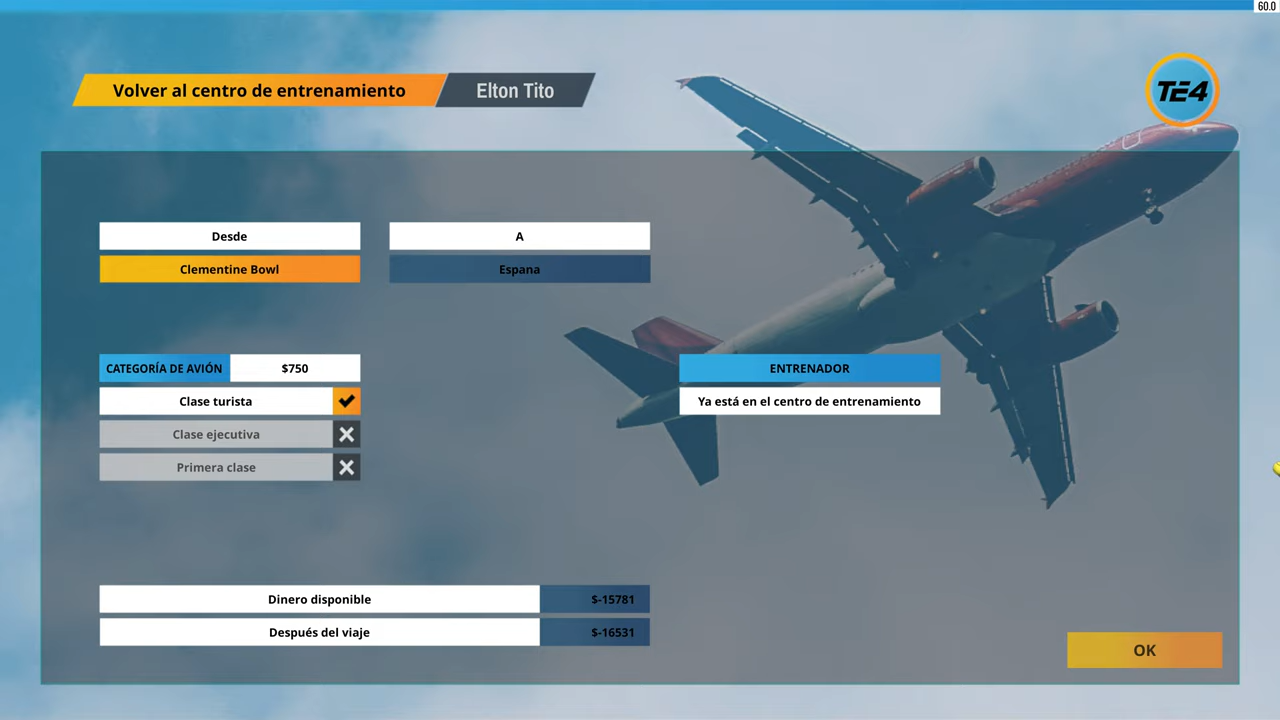 60.0
Volver al centro de entrenamiento
Elton Tito
TE4
Desde
A
Clementine Bowl
Espana
CATEGORÍA DE AVIÓN
$750
Clase turista
Clase ejecutiva
Primera clase
ENTRENADOR
Ya está en el centro de entrenamiento
Dinero disponible
$-15781
Después del viaje
$-16531
OK